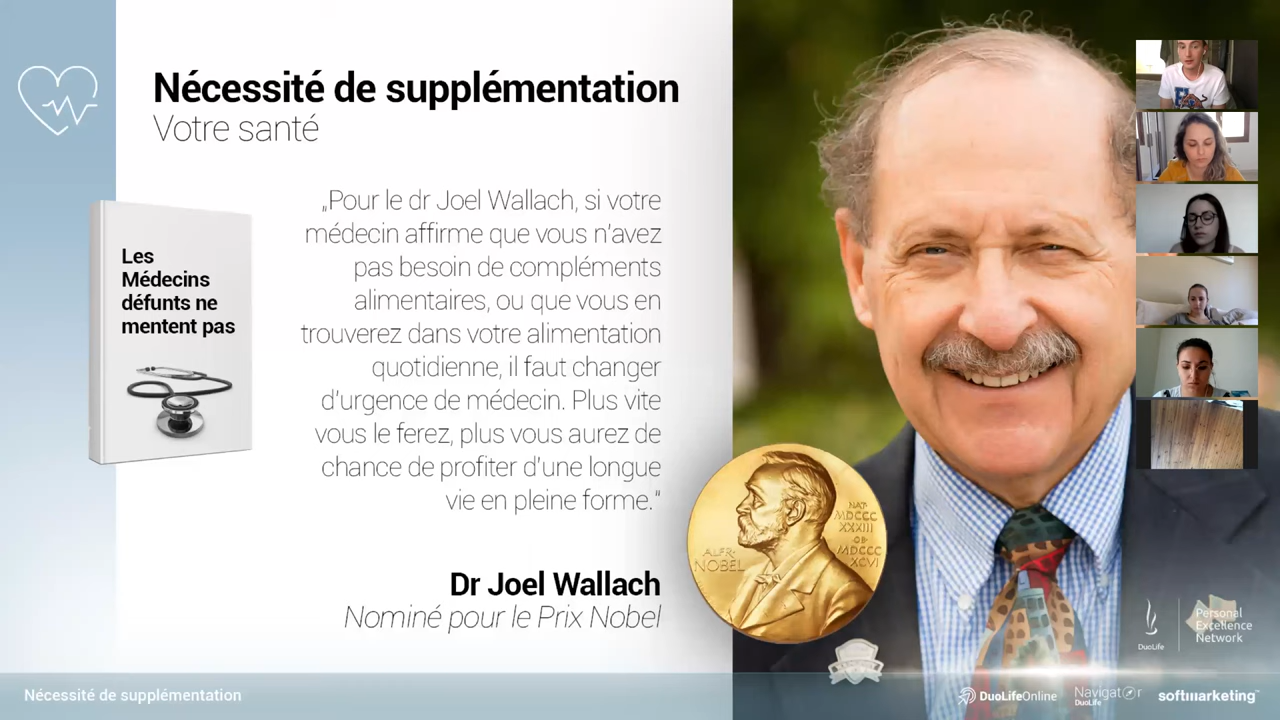 Nécessité de supplémentation
Votre santé
Les
Médecins
défunts ne
mentent pas
„Pour le dr Joel Wallach, si votre
médecin affirme que vous n'avez
pas besoin de compléments
alimentaires, ou que vous en
trouverez dans votre alimentation
quotidienne, il faut changer
d'urgence de médecin. Plus vite
vous le ferez, plus vous aurez de
chance de profiter d'une longue
vie en pleine forme."
Dr Joel Wallach
Nominé pour le Prix Nobel
ALFR·
NOBEL
NAT·
MDCCC
XXXIII
OB·
MDCCC
XCVI
DuoLife
Personal
Excellence
Network
Nécessité de supplémentation
DuoLifeOnline
Navigator
DuoLife
softmarketing™